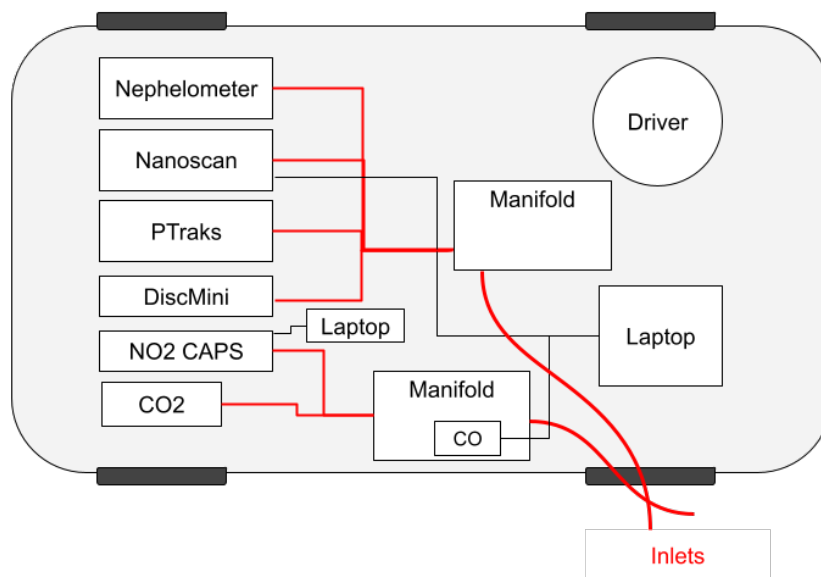 Nephelometer
Driver
Nanoscan
Manifold
PTraks
DiscMini
Laptop
Laptop
NO2 CAPS
Manifold
CO2
CO
Inlets